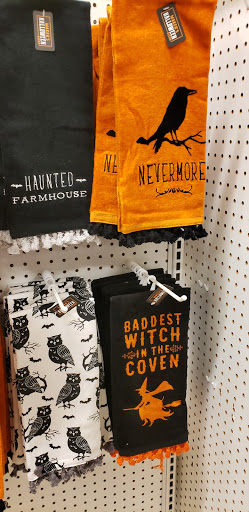 HAUNTED
FARMHOUSE
NEVERMORE
BADDEST
WITCH
IN THE
COVEN